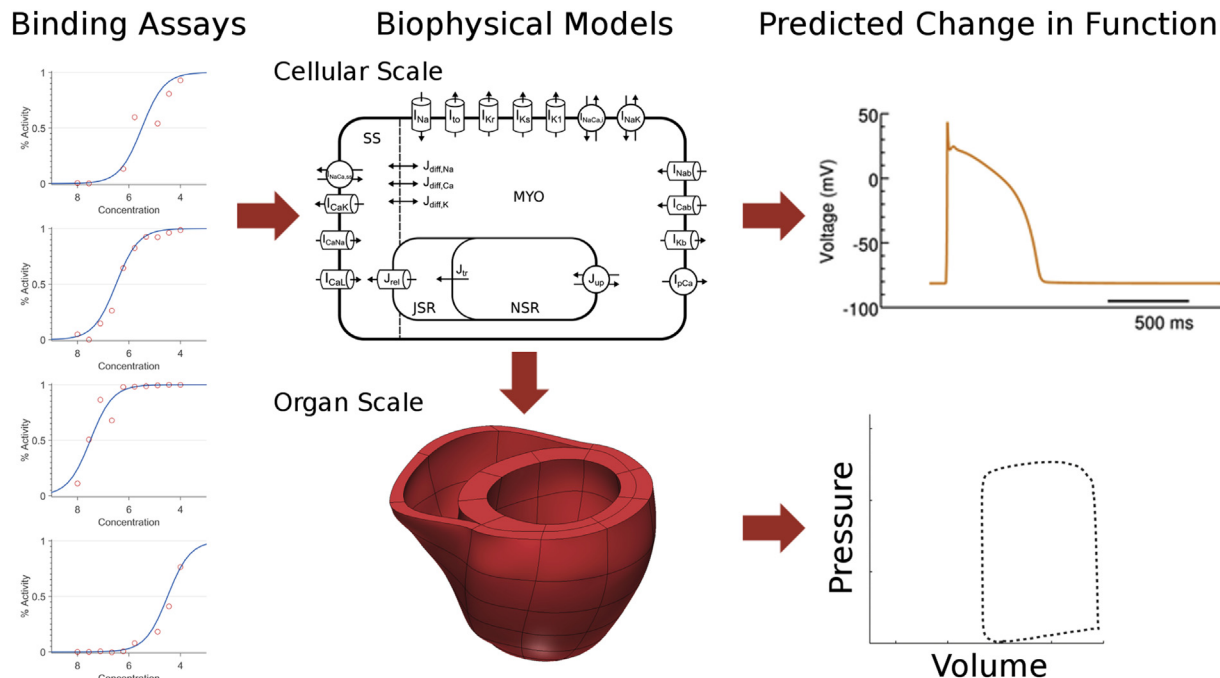 Binding Assays
Biophysical Models
Predicted Change in Function
Cellular Scale
% Activity
1
0.5
0
8 6 4
Concentration
% Activity
1
0.5
0
8 6 4
Concentration
% Activity
1
0.5
0
8 6 4
Concentration
% Activity
1
0.5
0
8 6 4
Concentration
INa
Ito
IKr
IKs
IK1
INaCa,i
INaK
SS
INaCa,ss
ICaK
ICaNa
ICaL
Jdiff,Na
Jdiff,Ca
Jdiff,K
MYO
INab
ICab
IKb
IpCa
Jrel
Jtr
Jup
JSR
NSR
Organ Scale
Voltage (mV)
50
0
-50
-100
500 ms
Pressure
Volume